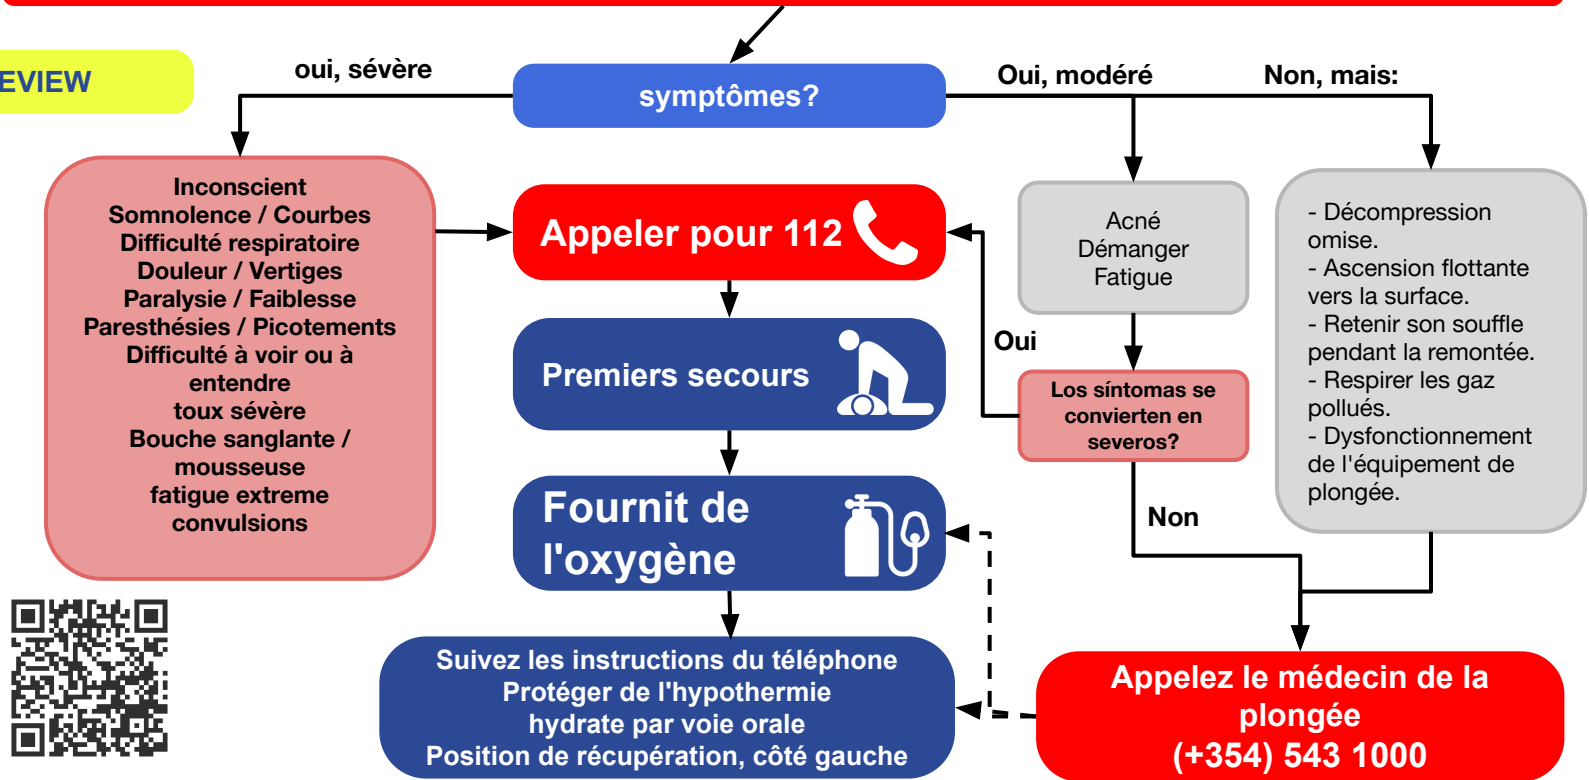 EVIEW
oui, sévère
symptômes?
Oui, modéré
Non, mais:
Inconscient
Somnolence / Courbes
Difficulté respiratoire
Douleur / Vertiges
Paralysie / Faiblesse
Paresthésies / Picotements
Difficulté à voir ou à
entendre
toux sévère
Bouche sanglante /
mousseuse
fatigue extreme
convulsions
Appeler pour 112
Premiers secours
Fournit de
l'oxygène
Suivez les instructions du téléphone
Protéger de l'hypothermie
hydrate par voie orale
Position de récupération, côté gauche
Acné
Démanger
Fatigue
Oui
Los síntomas se
convierten en
severos?
Non
- Décompression
omise.
- Ascension flottante
vers la surface.
- Retenir son souffle
pendant la remontée.
- Respirer les gaz
pollués.
- Dysfonctionnement
de l'équipement de
plongée.
Appelez le médecin de la
plongée
(+354) 543 1000